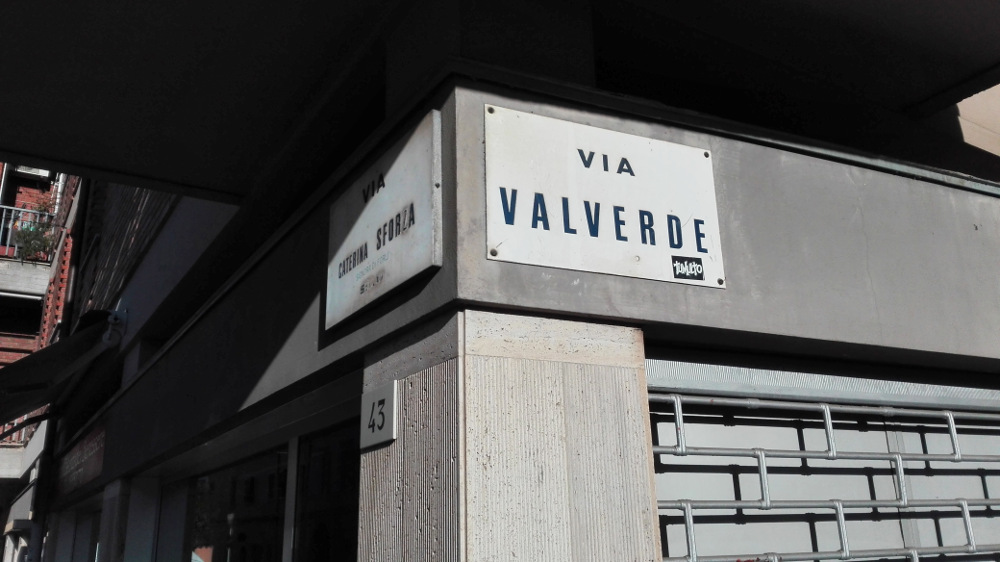 VIA
CATERINA SFORZA
VIA
VALVERDE
43